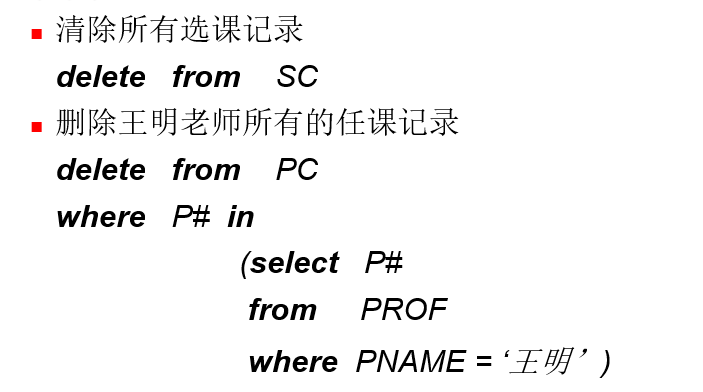 清除所有选课记录
delete from SC
删除王明老师所有的任课记录
delete from PC
where P# in
(select P#
from PROF
where PNAME = ‘王明’)